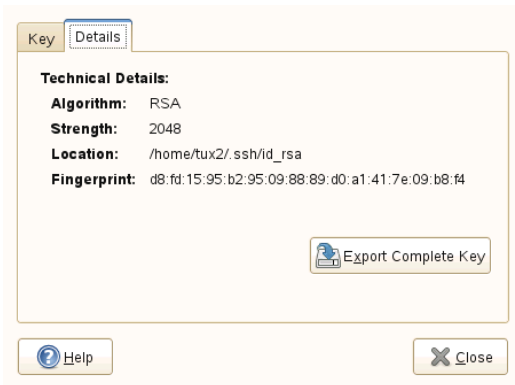 Key Details
Technical Details:
Algorithm: RSA
Strength: 2048
Location: /home/tux2/.ssh/id_rsa
Fingerprint: d8:fd:15:95:b2:95:09:88:89:d0:a1:41:7e:09:b8:f4
Export Complete Key
Help Close